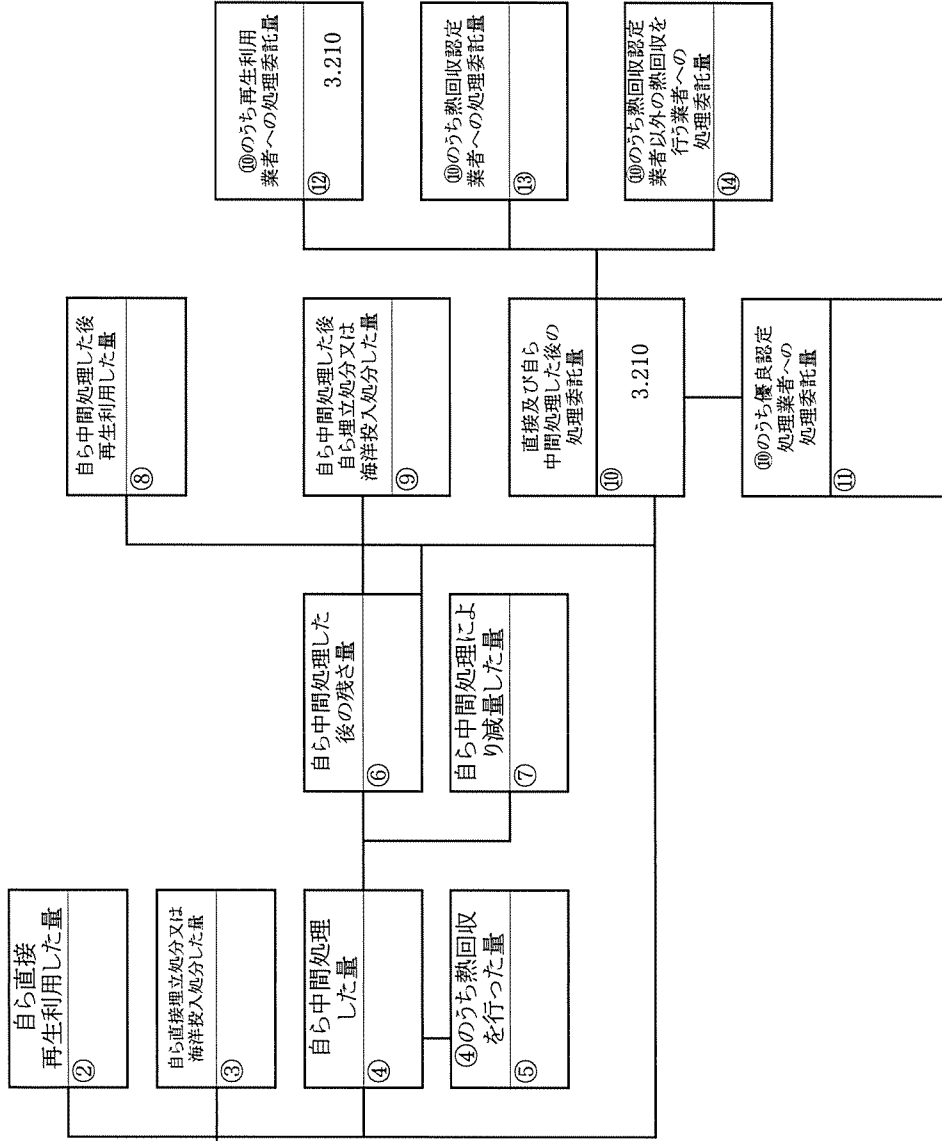 自ら直接
再生利用した量
②
自ら直接埋立処分又は
海洋投入処分した量
③
自ら中間処理
した量
④
④のうち熱回収
を行った量
⑤
自ら中間処理した
後の残さ量
⑥
自ら中間処理によ
り減量した量
⑦
自ら中間処理した後
再生利用した量
⑧
自ら中間処理した後
自ら埋立処分又は
海洋投入処分した量
⑨
直接及び自ら
中間処理した後の
処理委託量
⑩
3.210
⑩のうち優良認定
処理業者への
処理委託量
⑪
⑩のうち再生利用
業者への処理委託量
⑫
3.210
⑩のうち熱回収認定
業者への処理委託量
⑬
⑩のうち熱回収認定
業者以外の熱回収を
行う業者への
処理委託量
⑭